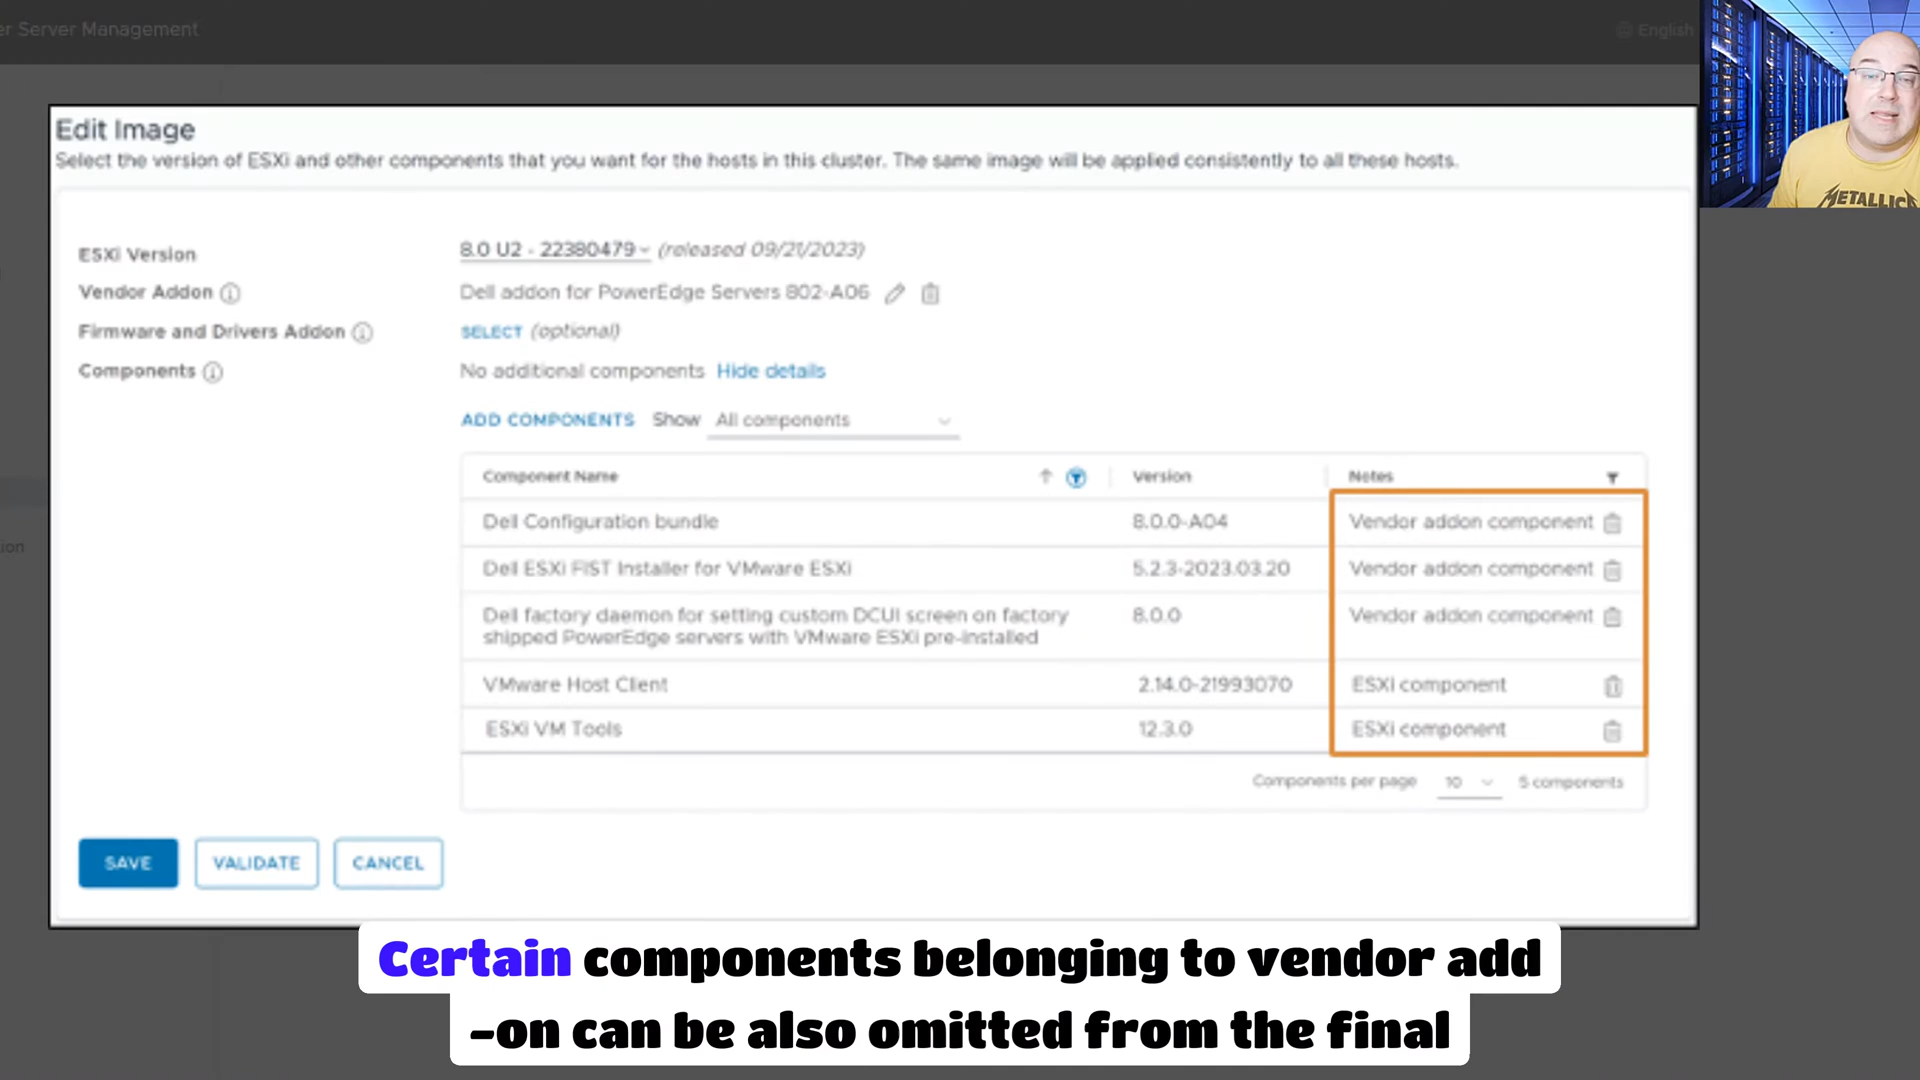 er Server Management
English
Edit Image
Select the version of ESXi and other components that you want for the hosts in this cluster. The same image will be applied consistently to all these hosts.
ESXi Version 8.0 U2 - 22380479 (released 09/21/2023)
Vendor Addon Dell addon for PowerEdge Servers 802-A06
Firmware and Drivers Addon SELECT (optional)
Components No additional components Hide details
ADD COMPONENTS Show All components
Component Name Version Notes
Dell Configuration bundle 8.0.0-A04 Vendor addon component
Dell ESXi FIST Installer for VMware ESXi 5.2.3-2023.03.20 Vendor addon component
Dell factory daemon for setting custom DCUI screen on factory 8.0.0 Vendor addon component
shipped PowerEdge servers with VMware ESXi pre-installed
VMware Host Client 2.14.0-21993070 ESXi component
ESXi VM Tools 12.3.0 ESXi component
Components per page 10 5 components
SAVE VALIDATE CANCEL
ion
METALLICA
Certain components belonging to vendor add
-on can be also omitted from the final